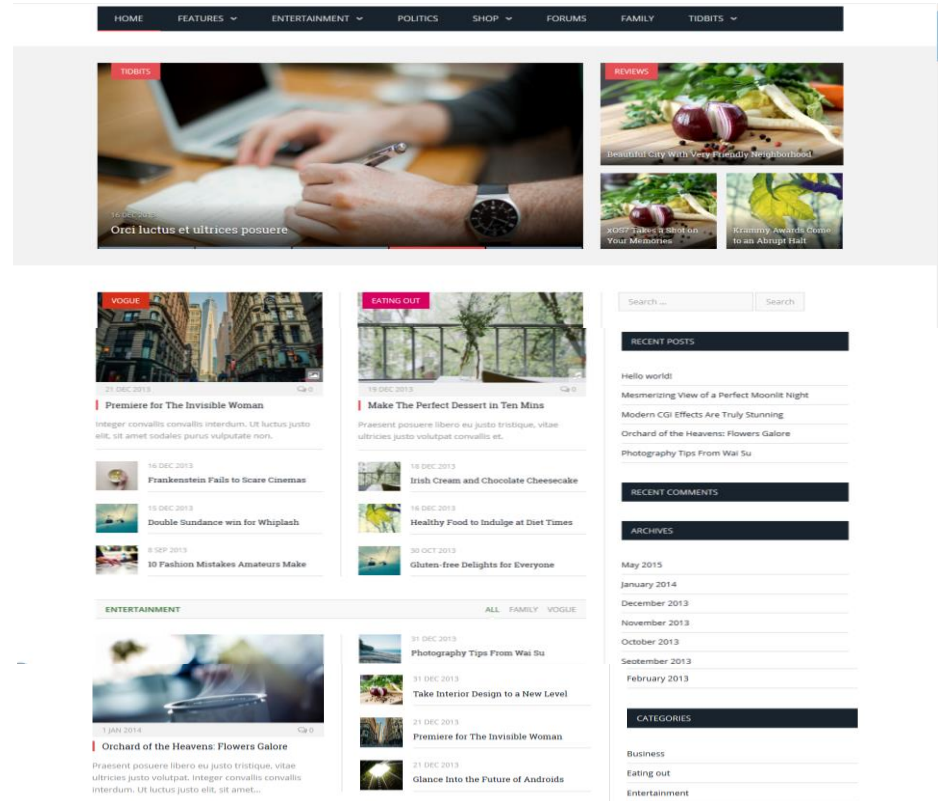 HOME FEATURES ENTERTAINMENT POLITICS SHOP FORUMS FAMILY TIDBITS
TIDBITS
16 DEC 2013
Orci luctus et ultrices posuere
REVIEWS
Beautiful City With Very Friendly Neighborhood
xOS7 Takes a Shot on
Your Memories
Krammy Awards Come
to an Abrupt Halt
VOGUE
21 DEC 2013 0
Premiere for The Invisible Woman
Integer convallis convallis interdum. Ut luctus justo
elit, sit amet sodales purus vulputate non.
16 DEC 2013
Frankenstein Fails to Scare Cinemas
15 DEC 2013
Double Sundance win for Whiplash
8 SEP 2013
10 Fashion Mistakes Amateurs Make
EATING OUT
19 DEC 2013 0
Make The Perfect Dessert in Ten Mins
Praesent posuere libero eu justo tristique, vitae
ultricies justo volutpat convallis et.
18 DEC 2013
Irish Cream and Chocolate Cheesecake
16 DEC 2013
Healthy Food to Indulge at Diet Times
30 OCT 2013
Gluten-free Delights for Everyone
ENTERTAINMENT ALL FAMILY VOGUE
1 JAN 2014 0
Orchard of the Heavens: Flowers Galore
Praesent posuere libero eu justo tristique, vitae
ultricies justo volutpat. Integer convallis convallis
interdum. Ut luctus justo elit, sit amet...
31 DEC 2013
Photography Tips From Wai Su
31 DEC 2013
Take Interior Design to a New Level
21 DEC 2013
Premiere for The Invisible Woman
21 DEC 2013
Glance Into the Future of Androids
Search ... Search
RECENT POSTS
Hello world!
Mesmerizing View of a Perfect Moonlit Night
Modern CGI Effects Are Truly Stunning
Orchard of the Heavens: Flowers Galore
Photography Tips From Wai Su
RECENT COMMENTS
ARCHIVES
May 2015
January 2014
December 2013
November 2013
October 2013
September 2013
February 2013
CATEGORIES
Business
Eating out
Entertainment